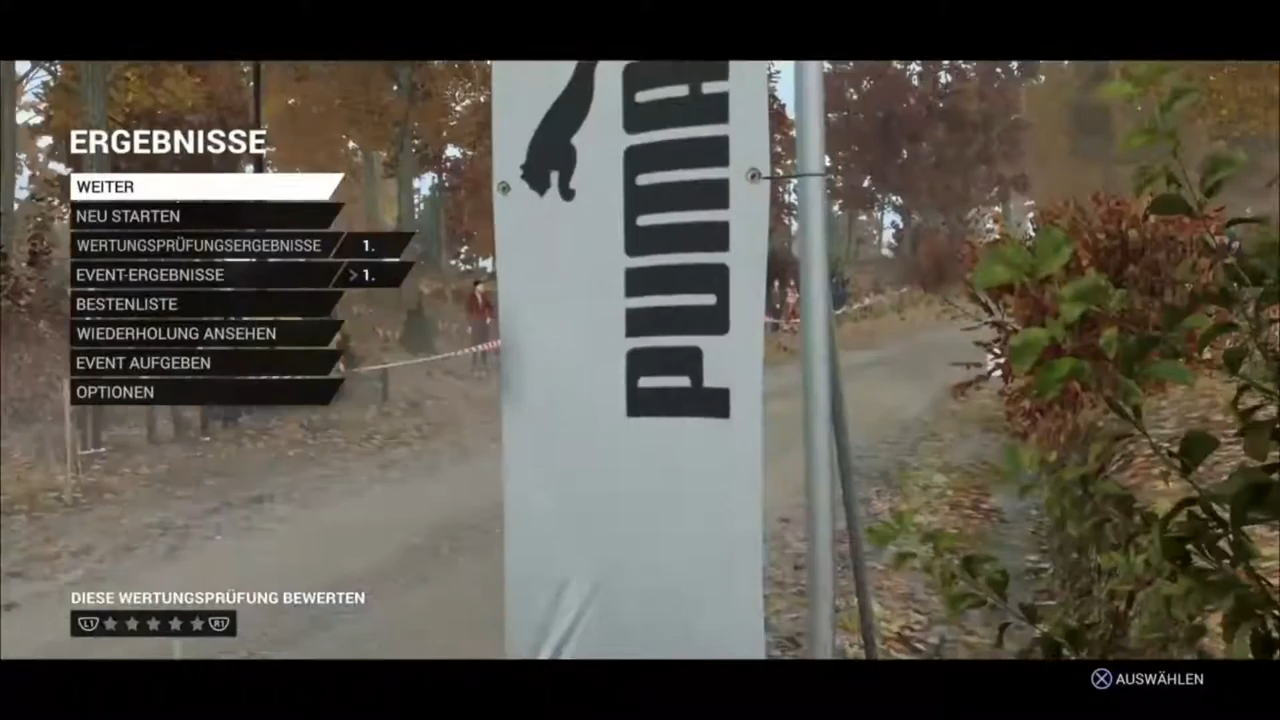 ERGEBNISSE
WEITER
NEU STARTEN
WERTUNGSPRÜFUNGSERGEBNISSE 1.
EVENT-ERGEBNISSE > 1.
BESTENLISTE
WIEDERHOLUNG ANSEHEN
EVENT AUFGEBEN
OPTIONEN
PUMA
DIESE WERTUNGSPRÜFUNG BEWERTEN
L1 R1
AUSWÄHLEN